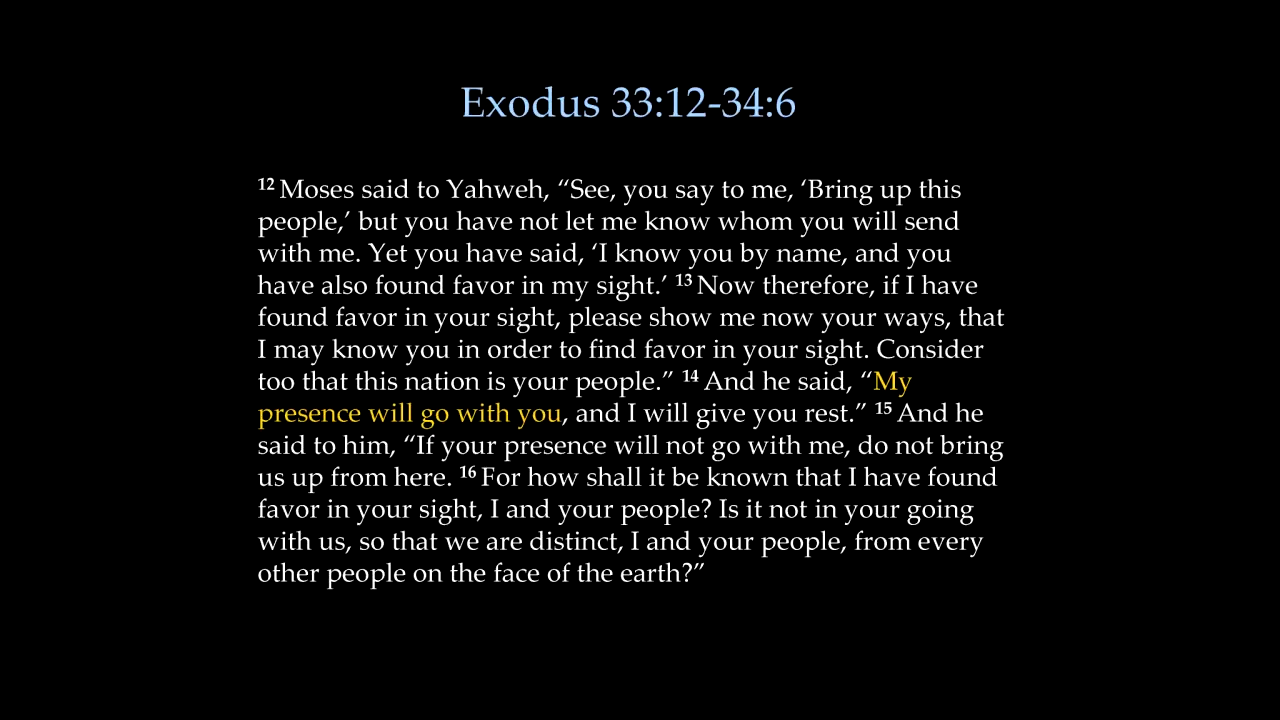 Exodus 33:12-34:6
12 Moses said to Yahweh, “See, you say to me, ‘Bring up this
people,’ but you have not let me know whom you will send
with me. Yet you have said, ‘I know you by name, and you
have also found favor in my sight.’ 13 Now therefore, if I have
found favor in your sight, please show me now your ways, that
I may know you in order to find favor in your sight. Consider
too that this nation is your people.” 14 And he said, “My
presence will go with you, and I will give you rest.” 15 And he
said to him, “If your presence will not go with me, do not bring
us up from here. 16 For how shall it be known that I have found
favor in your sight, I and your people? Is it not in your going
with us, so that we are distinct, I and your people, from every
other people on the face of the earth?”